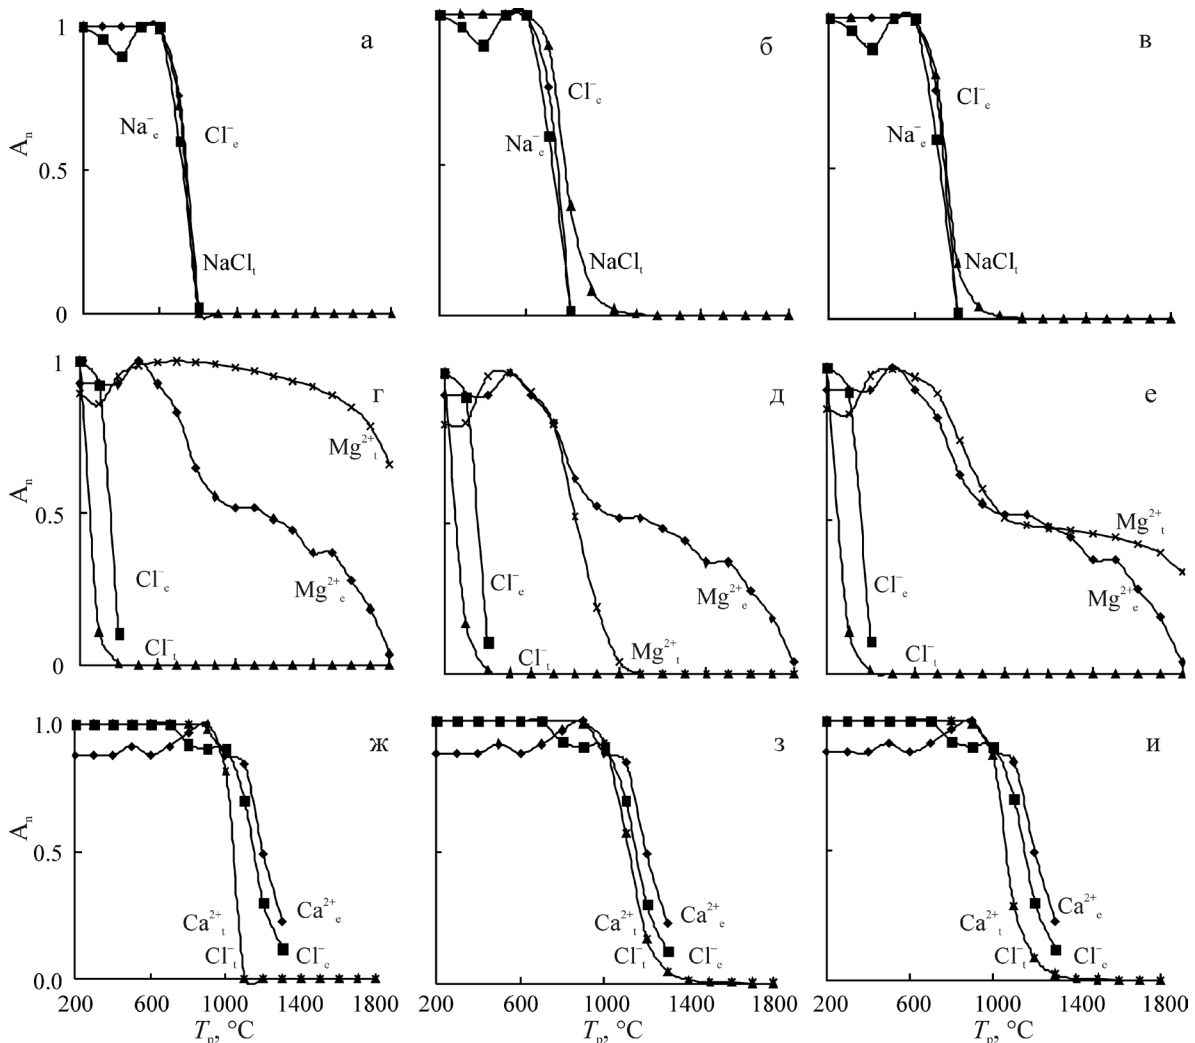 1
а
б
в
Cl⁻e
Cl⁻e
Na⁻e
Cl⁻e
Na⁻e
Na⁻e
An
0.5
NaClt
NaClt
NaClt
0
1
г
д
е
Mg²⁺t
An
0.5
Mg²⁺t
Cl⁻e
Mg²⁺e
Cl⁻e
Mg²⁺e
Cl⁻e
Mg²⁺e
Cl⁻t
Cl⁻t
Mg²⁺t
Cl⁻t
0
1.0
ж
з
и
An
0.5
Ca²⁺t
Ca²⁺e
Ca²⁺t
Ca²⁺e
Ca²⁺t
Ca²⁺e
Cl⁻t
Cl⁻e
Cl⁻t
Cl⁻e
Cl⁻t
Cl⁻e
0.0
200 600 1000 1400 1800
200 600 1000 1400 1800
200 600 1000 1400 1800
Tp, °C
Tp, °C
Tp, °C